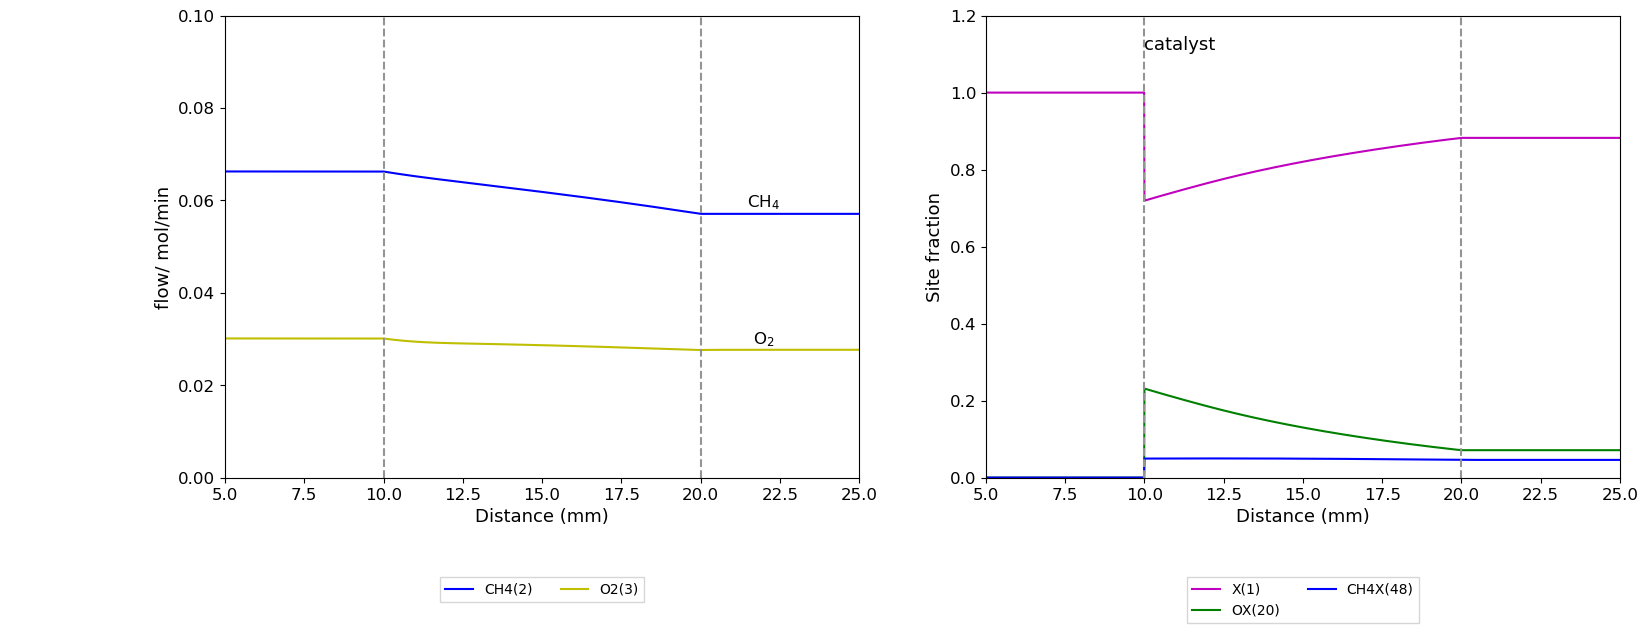 0.10
0.08
0.06
0.04
0.02
0.00
flow/ mol/min
CH₄
O₂
5.0 7.5 10.0 12.5 15.0 17.5 20.0 22.5 25.0
Distance (mm)
CH4(2) O2(3)
1.2
1.0
0.8
0.6
0.4
0.2
0.0
Site fraction
catalyst
5.0 7.5 10.0 12.5 15.0 17.5 20.0 22.5 25.0
Distance (mm)
X(1) CH4X(48)
OX(20)